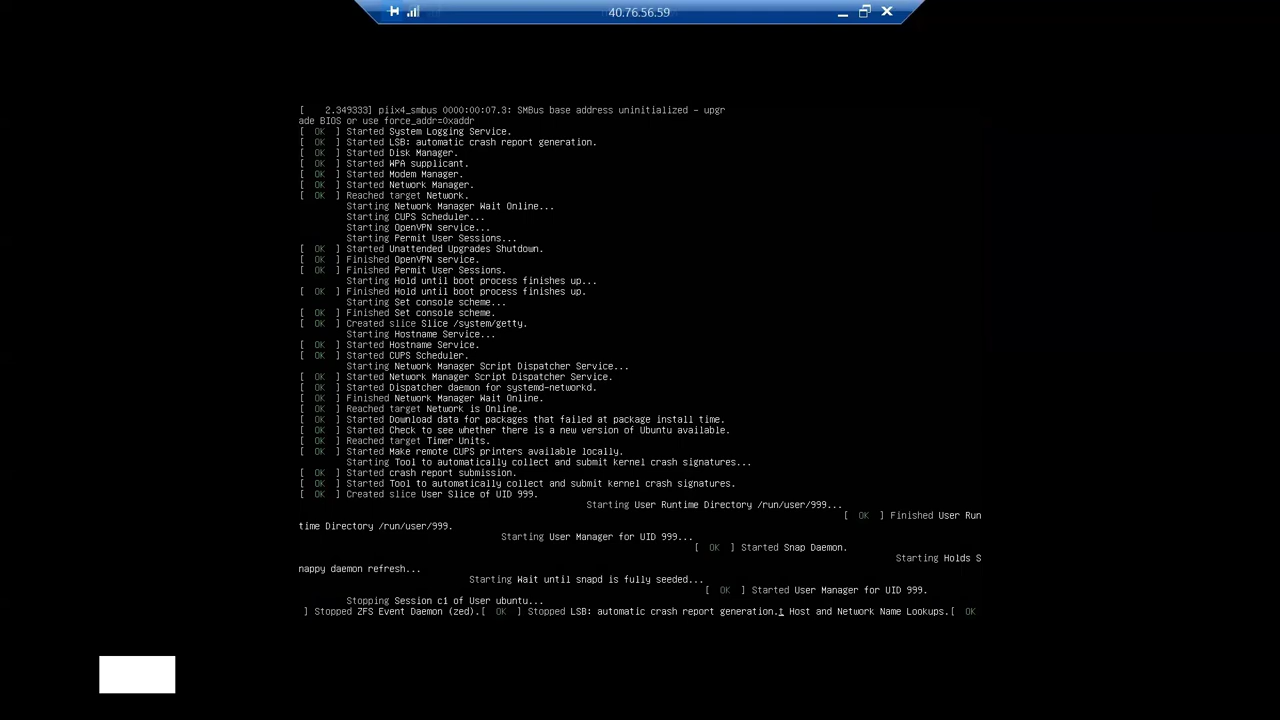 40.76.56.59
[    2.349333] piix4_smbus 0000:00:07.3: SMBus base address uninitialized - upgr
ade BIOS or use force_addr=0xaddr
[  OK  ] Started System Logging Service.
[  OK  ] Started LSB: automatic crash report generation.
[  OK  ] Started Disk Manager.
[  OK  ] Started WPA supplicant.
[  OK  ] Started Modem Manager.
[  OK  ] Started Network Manager.
[  OK  ] Reached target Network.
Starting Network Manager Wait Online...
Starting CUPS Scheduler...
Starting OpenVPN service...
Starting Permit User Sessions...
[  OK  ] Started Unattended Upgrades Shutdown.
[  OK  ] Finished OpenVPN service.
[  OK  ] Finished Permit User Sessions.
Starting Hold until boot process finishes up...
[  OK  ] Finished Hold until boot process finishes up.
Starting Set console scheme...
[  OK  ] Finished Set console scheme.
[  OK  ] Created slice Slice /system/getty.
Starting Hostname Service...
[  OK  ] Started Hostname Service.
[  OK  ] Started CUPS Scheduler.
Starting Network Manager Script Dispatcher Service...
[  OK  ] Started Network Manager Script Dispatcher Service.
[  OK  ] Started Dispatcher daemon for systemd-networkd.
[  OK  ] Finished Network Manager Wait Online.
[  OK  ] Reached target Network is Online.
[  OK  ] Started Download data for packages that failed at package install time.
[  OK  ] Started Check to see whether there is a new version of Ubuntu available.
[  OK  ] Reached target Timer Units.
[  OK  ] Started Make remote CUPS printers available locally.
Starting Tool to automatically collect and submit kernel crash signatures...
[  OK  ] Started crash report submission.
[  OK  ] Started Tool to automatically collect and submit kernel crash signatures.
[  OK  ] Created slice User Slice of UID 999.
Starting User Runtime Directory /run/user/999...
[  OK  ] Finished User Run
time Directory /run/user/999.
Starting User Manager for UID 999...
[  OK  ] Started Snap Daemon.
Starting Holds S
nappy daemon refresh...
Starting Wait until snapd is fully seeded...
[  OK  ] Started User Manager for UID 999.
Stopping Session c1 of User ubuntu...
] Stopped ZFS Event Daemon (zed).[  OK  ] Stopped LSB: automatic crash report generation.t Host and Network Name Lookups.[  OK